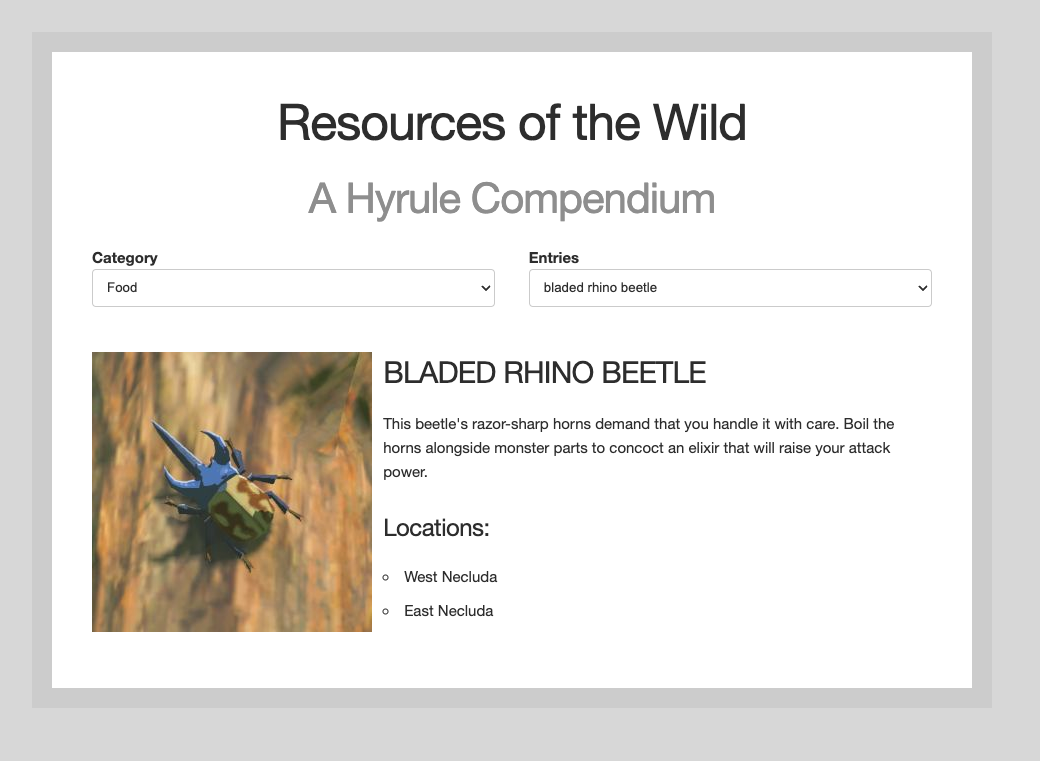 Resources of the Wild
A Hyrule Compendium
Category
Entries
Food
bladed rhino beetle
BLADED RHINO BEETLE
This beetle's razor-sharp horns demand that you handle it with care. Boil the
horns alongside monster parts to concoct an elixir that will raise your attack
power.
Locations:
West Necluda
East Necluda